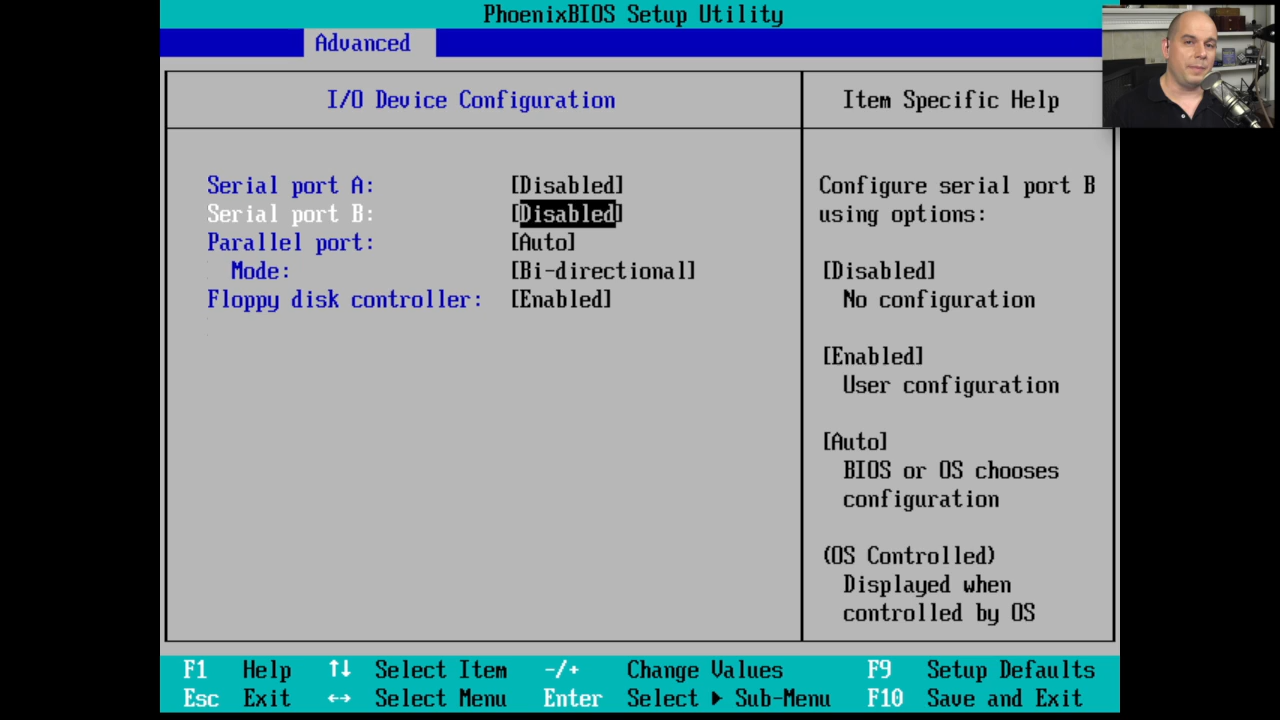 PhoenixBIOS Setup Utility
Advanced
I/O Device Configuration
Item Specific Help
Serial port A: [Disabled]
Serial port B: [Disabled]
Parallel port: [Auto]
Mode: [Bi-directional]
Floppy disk controller: [Enabled]
Configure serial port B
using options:
[Disabled]
No configuration
[Enabled]
User configuration
[Auto]
BIOS or OS chooses
configuration
(OS Controlled)
Displayed when
controlled by OS
F1 Help ↑↓ Select Item -/+ Change Values F9 Setup Defaults
Esc Exit ↔ Select Menu Enter Select ▶ Sub-Menu F10 Save and Exit